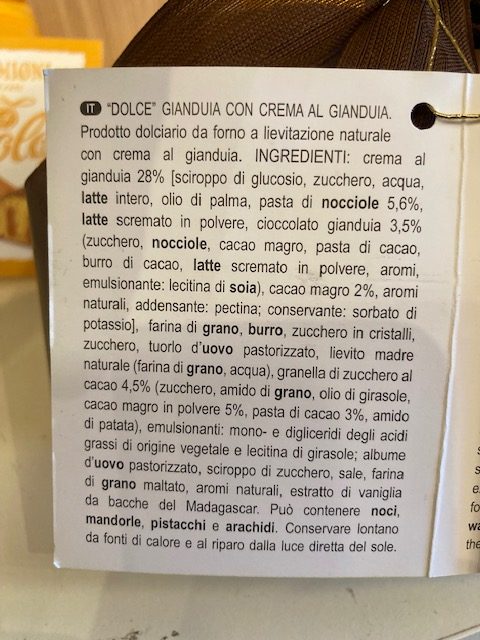 IT "DOLCE" GIANDUIA CON CREMA AL GIANDUIA.
Prodotto dolciario da forno a lievitazione naturale
con crema al gianduia. INGREDIENTI: crema al
gianduia 28% [sciroppo di glucosio, zucchero, acqua,
latte intero, olio di palma, pasta di nocciole 5,6%,
latte scremato in polvere, cioccolato gianduia 3,5%
(zucchero, nocciole, cacao magro, pasta di cacao,
burro di cacao, latte scremato in polvere, aromi,
emulsionante: lecitina di soia), cacao magro 2%, aromi
naturali, addensante: pectina; conservante: sorbato di
potassio], farina di grano, burro, zucchero in cristalli,
zucchero, tuorlo d'uovo pastorizzato, lievito madre
naturale (farina di grano, acqua), granella di zucchero al
cacao 4,5% (zucchero, amido di grano, olio di girasole,
cacao magro in polvere 5%, pasta di cacao 3%, amido
di patata), emulsionanti: mono- e digliceridi degli acidi
grassi di origine vegetale e lecitina di girasole; albume
d'uovo pastorizzato, sciroppo di zucchero, sale, farina
di grano maltato, aromi naturali, estratto di vaniglia
da bacche del Madagascar. Può contenere noci,
mandorle, pistacchi e arachidi. Conservare lontano
da fonti di calore e al riparo dalla luce diretta del sole.